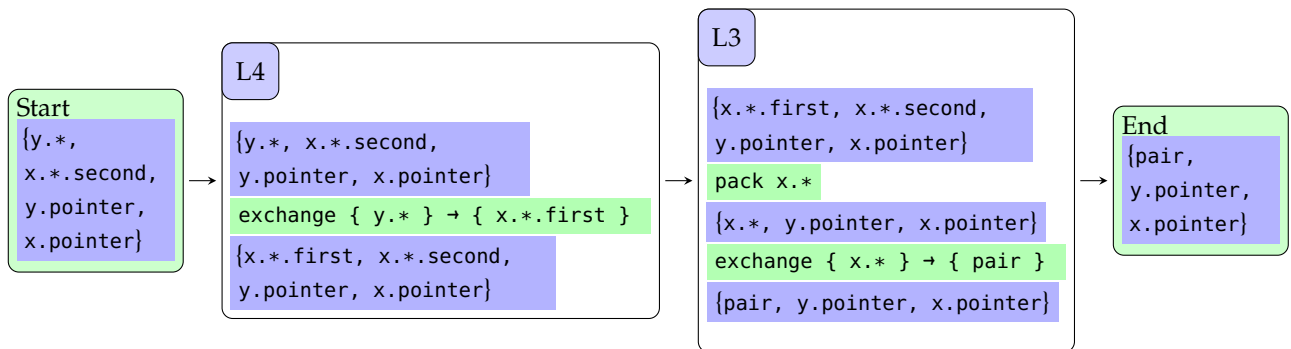 Start
{y.*,
x.*.second,
y.pointer,
x.pointer}
L4
{y.*, x.*.second,
y.pointer, x.pointer}
exchange { y.* } → { x.*.first }
{x.*.first, x.*.second,
y.pointer, x.pointer}
L3
{x.*.first, x.*.second,
y.pointer, x.pointer}
pack x.*
{x.*, y.pointer, x.pointer}
exchange { x.* } → { pair }
{pair, y.pointer, x.pointer}
End
{pair,
y.pointer,
x.pointer}